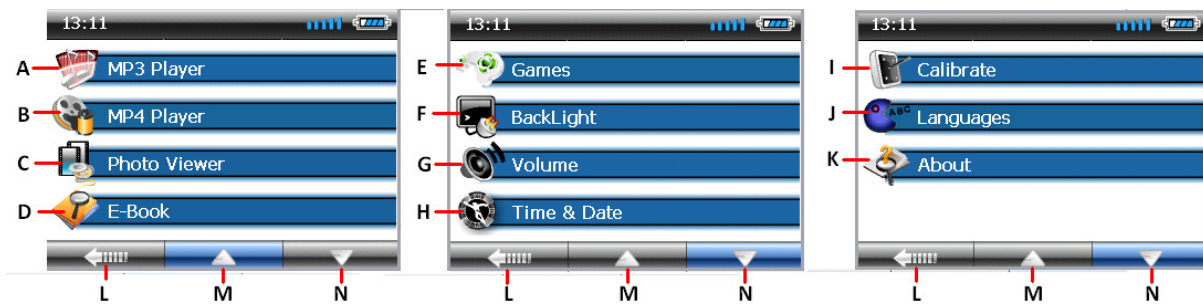 13:11
A MP3 Player
B MP4 Player
C Photo Viewer
D E-Book
L M N
13:11
E Games
F BackLight
G Volume
H Time & Date
L M N
13:11
I Calibrate
J ABC Languages
K About
L M N